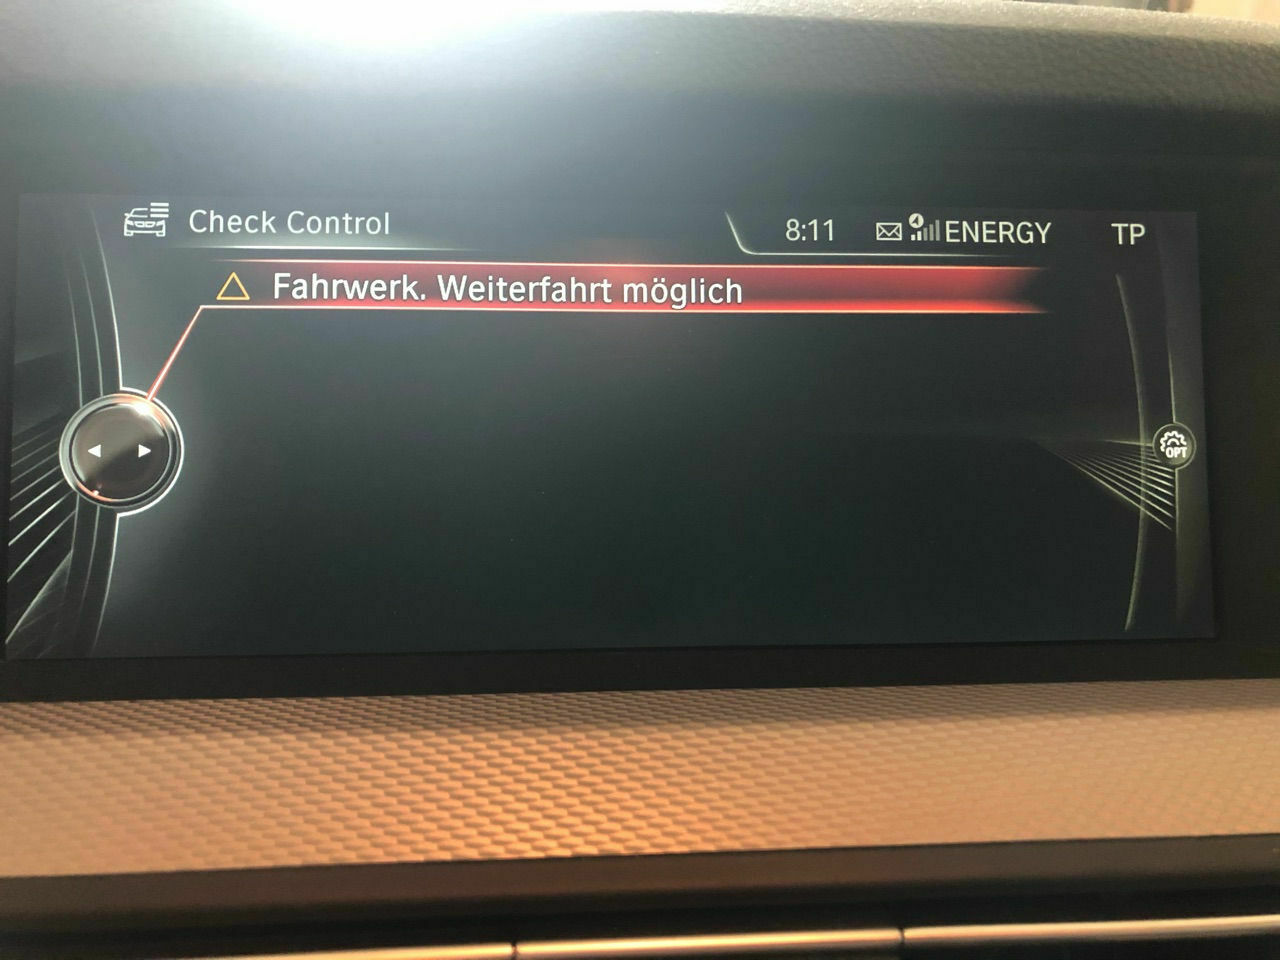 Check Control
8:11 ENERGY TP
Fahrwerk. Weiterfahrt möglich
OPT